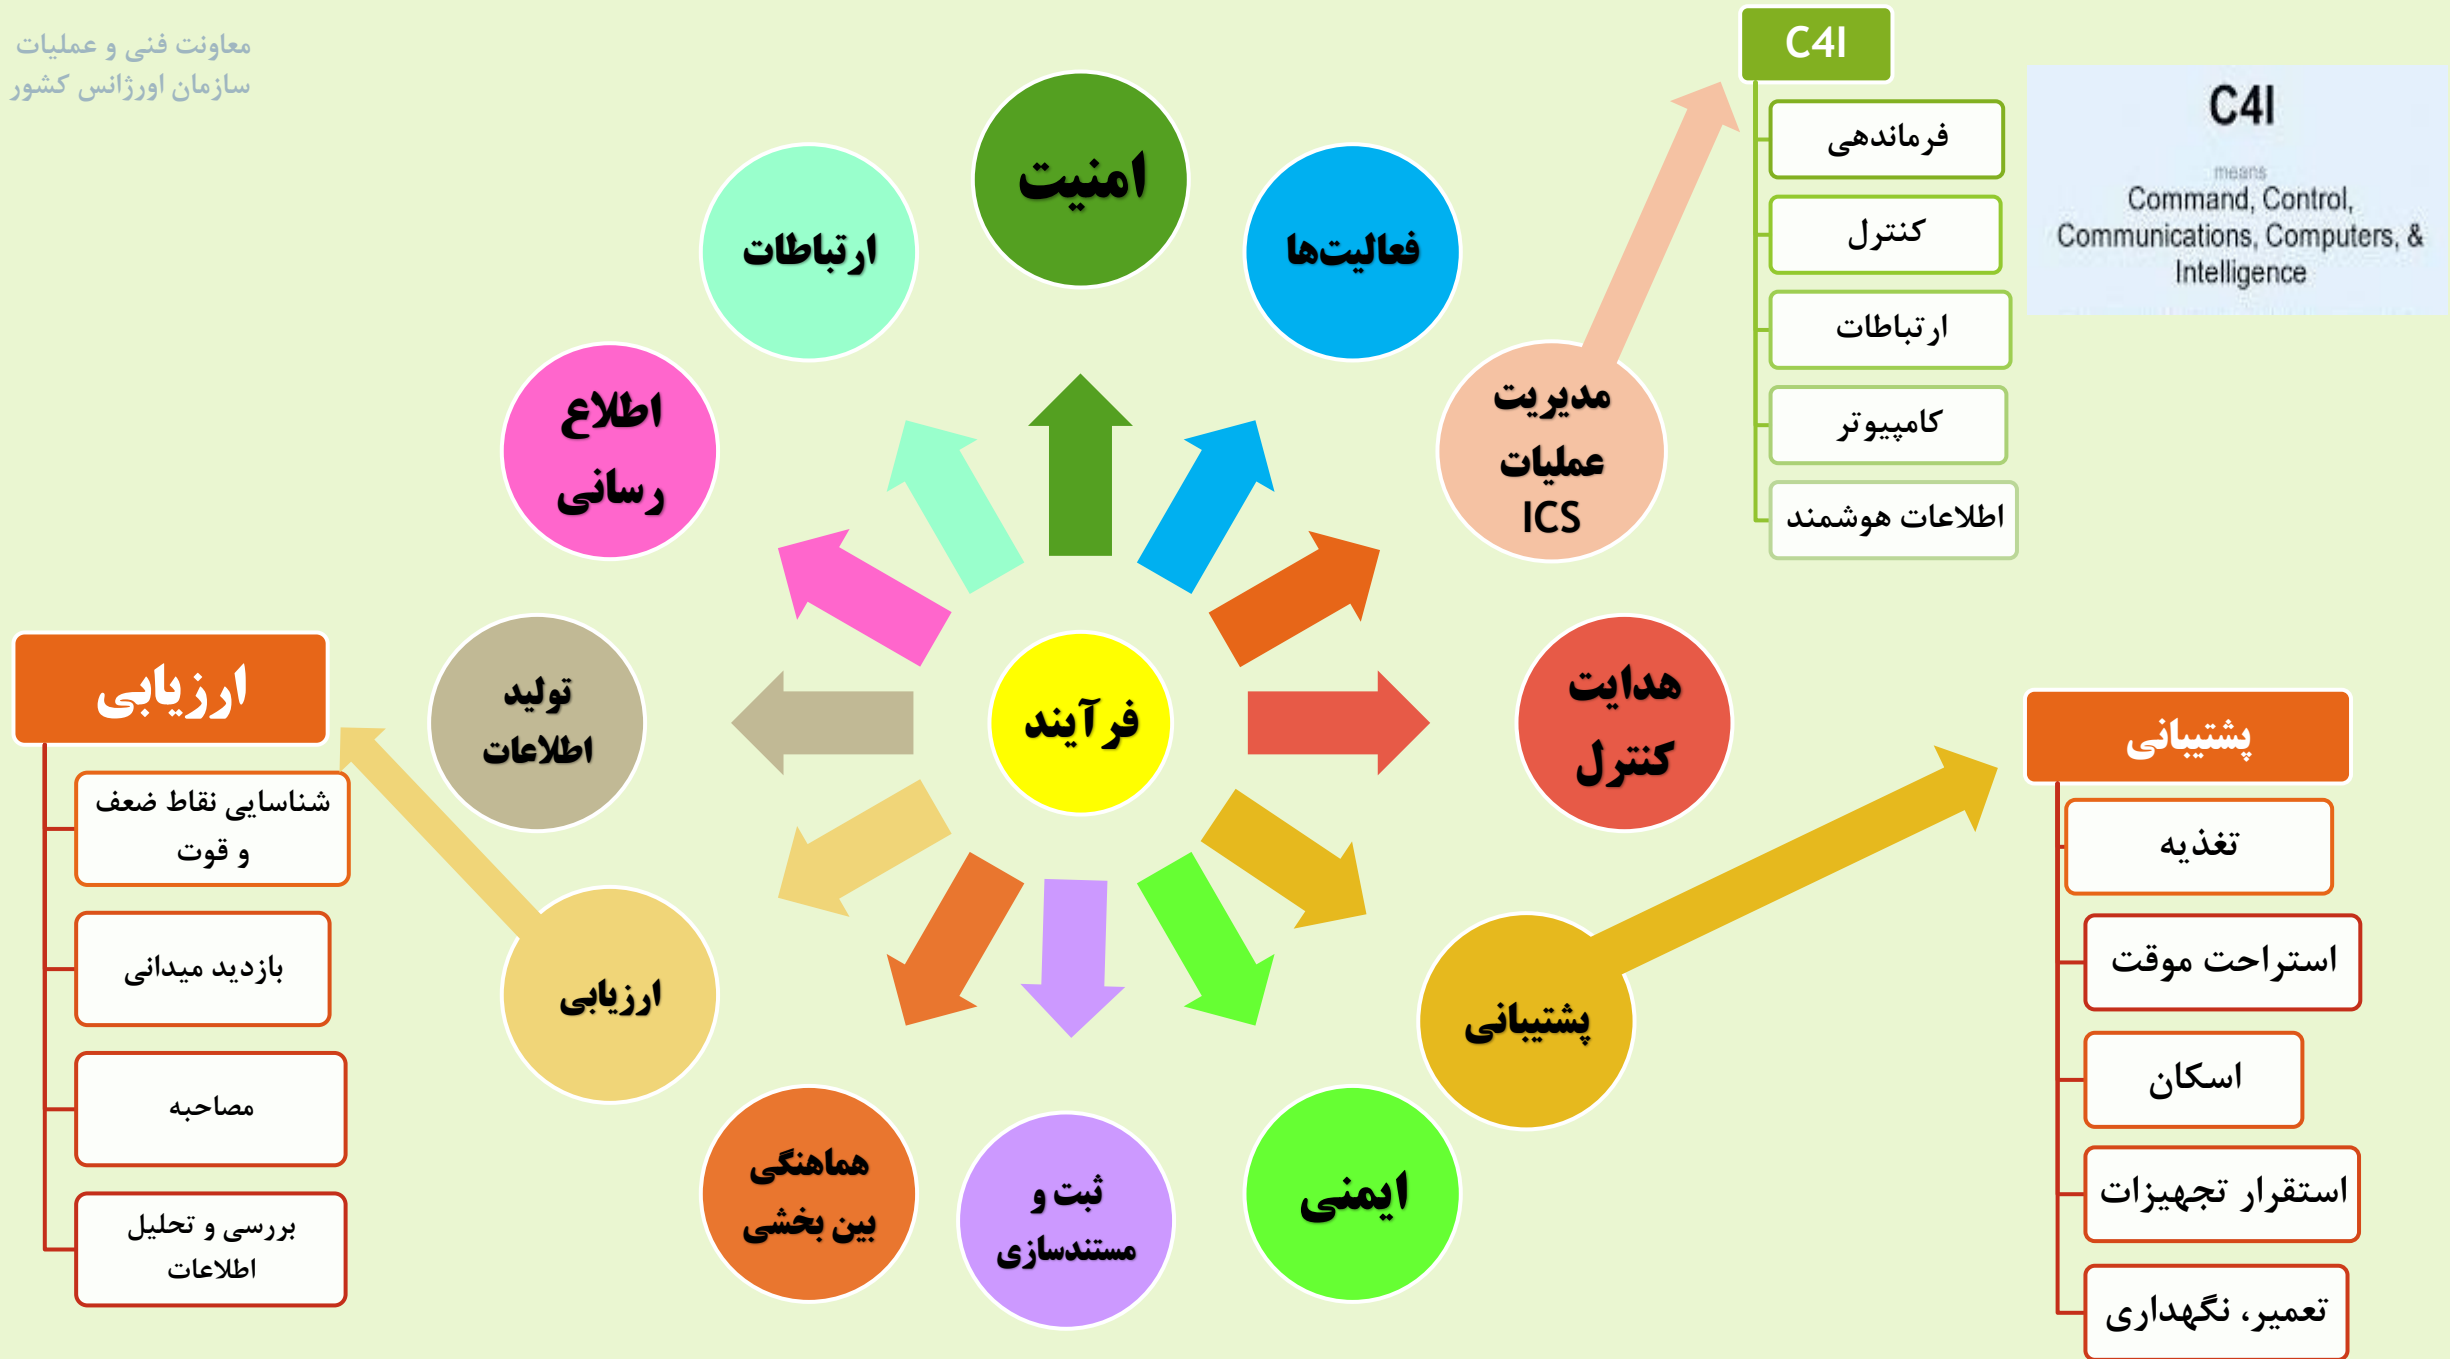 معاونت فنی و عملیات
سازمان اورژانس کشور
امنیت
فعالیت‌ها
مدیریت
عملیات
ICS
هدایت
کنترل
پشتیبانی
ایمنی
ثبت و
مستندسازی
هماهنگی
بین بخشی
ارزیابی
تولید
اطلاعات
اطلاع
رسانی
ارتباطات
فرآیند
C4I
فرماندهی
کنترل
ارتباطات
کامپیوتر
اطلاعات هوشمند
C4I
means
Command, Control,
Communications, Computers, &
Intelligence
پشتیبانی
تغذیه
استراحت موقت
اسکان
استقرار تجهیزات
تعمیر، نگهداری
ارزیابی
شناسایی نقاط ضعف
و قوت
بازدید میدانی
مصاحبه
بررسی و تحلیل
اطلاعات